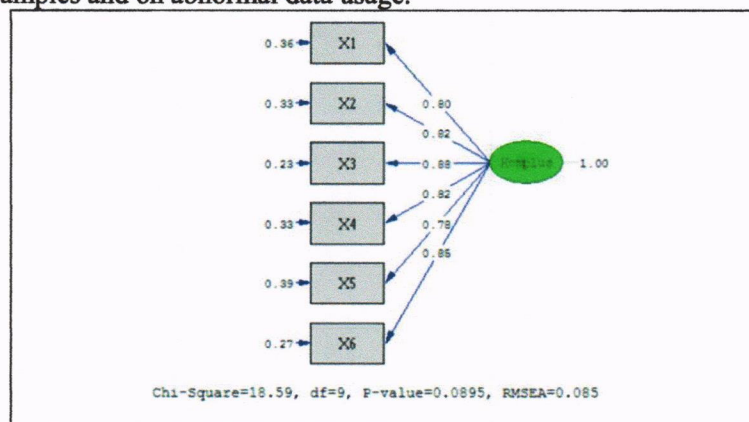 amples and on abnormal data usage.
0.36 X1
0.80
0.33 X2
0.82
0.23 X3 0.88 1.00
0.82
0.33 X4
0.78
0.85
0.39 X5
0.27 X6
Chi-Square=18.59, df=9, P-value=0.0895, RMSEA=0.085